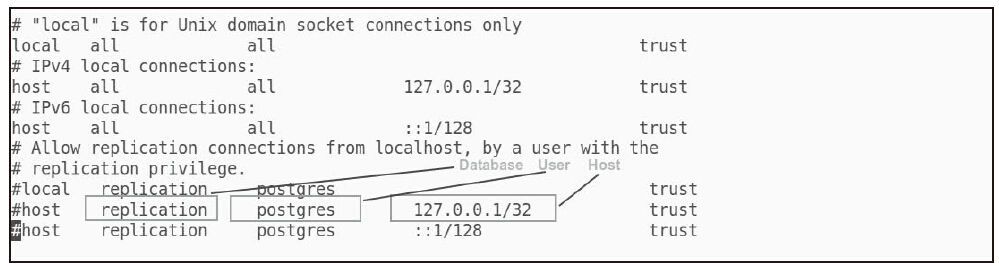 # "local" is for Unix domain socket connections only
local   all             all                                     trust
# IPv4 local connections:
host    all             all             127.0.0.1/32            trust
# IPv6 local connections:
host    all             all             ::1/128                 trust
# Allow replication connections from localhost, by a user with the
# replication privilege.
Database User Host
#local   replication     postgres                                trust
#host    replication     postgres        127.0.0.1/32            trust
#host    replication     postgres        ::1/128                 trust